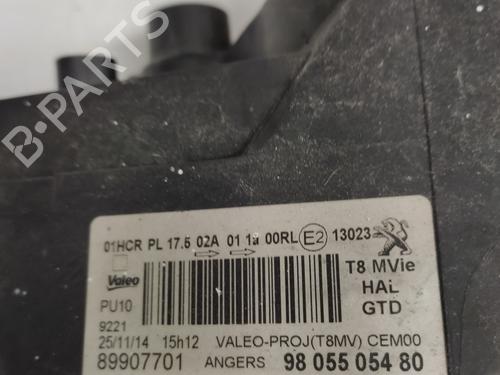 B-PARTS
01HCR PL 17.5 02A 01 1a 00RL E2 13023
Valeo
T8 MVie
PU10
HAL
9221
GTD
25/11/14 15h12 VALEO-PROJ(T8MV) CEM00
89907701 ANGERS 98 055 054 80